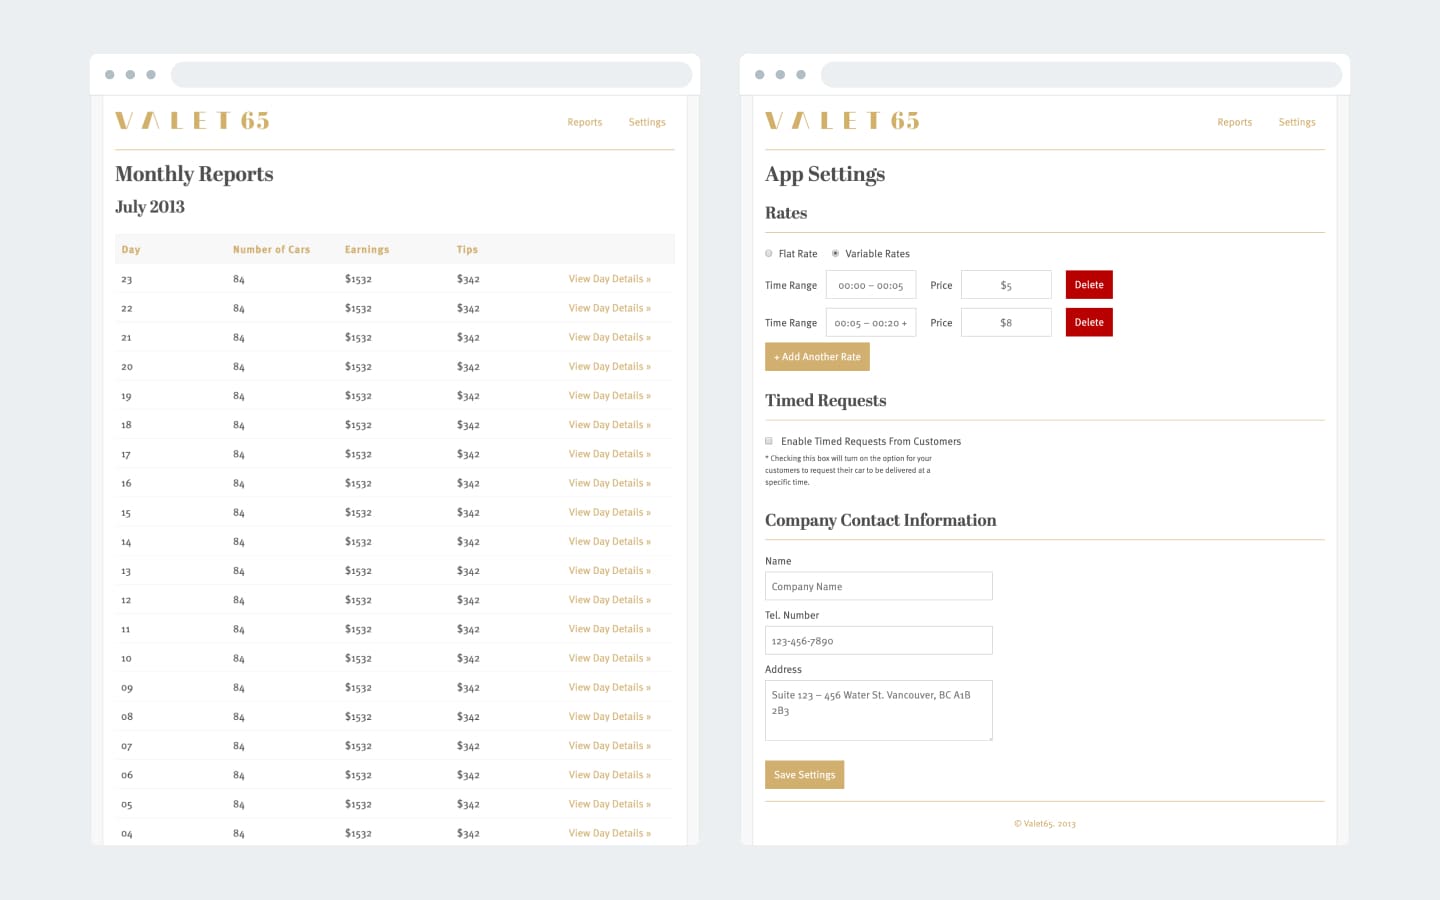 VALET 65
Reports Settings
Monthly Reports
July 2013
Day Number of Cars Earnings Tips
23 84 $1532 $342 View Day Details »
22 84 $1532 $342 View Day Details »
21 84 $1532 $342 View Day Details »
20 84 $1532 $342 View Day Details »
19 84 $1532 $342 View Day Details »
18 84 $1532 $342 View Day Details »
17 84 $1532 $342 View Day Details »
16 84 $1532 $342 View Day Details »
15 84 $1532 $342 View Day Details »
14 84 $1532 $342 View Day Details »
13 84 $1532 $342 View Day Details »
12 84 $1532 $342 View Day Details »
11 84 $1532 $342 View Day Details »
10 84 $1532 $342 View Day Details »
09 84 $1532 $342 View Day Details »
08 84 $1532 $342 View Day Details »
07 84 $1532 $342 View Day Details »
06 84 $1532 $342 View Day Details »
05 84 $1532 $342 View Day Details »
04 84 $1532 $342 View Day Details »
VALET 65
Reports Settings
App Settings
Rates
Flat Rate Variable Rates
Time Range 00:00 – 00:05 Price $5 Delete
Time Range 00:05 – 00:20 + Price $8 Delete
+ Add Another Rate
Timed Requests
Enable Timed Requests From Customers
* Checking this box will turn on the option for your
customers to request their car to be delivered at a
specific time.
Company Contact Information
Name
Company Name
Tel. Number
123-456-7890
Address
Suite 123 – 456 Water St. Vancouver, BC A1B
2B3
Save Settings
© Valet65. 2013